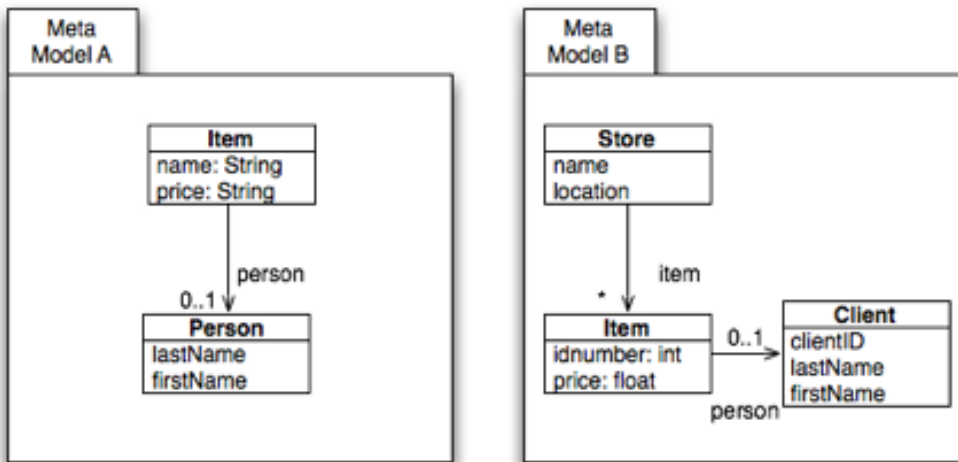 Meta
Model A
Item
name: String
price: String
person
0..1
Person
lastName
firstName
Meta
Model B
Store
name
location
item
*
Item
idnumber: int
price: float
0..1
person
Client
clientID
lastName
firstName